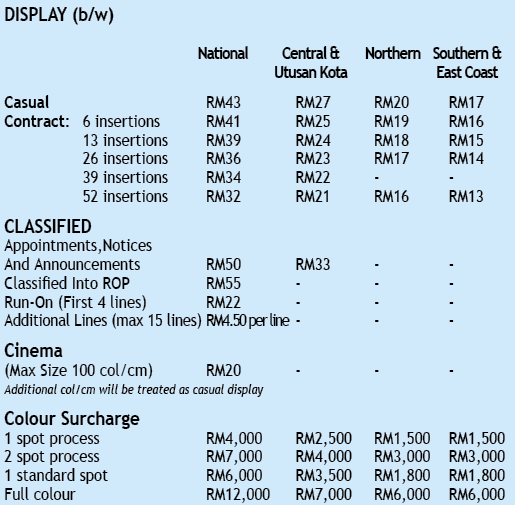 DISPLAY (b/w)
National Central & Northern Southern &
Utusan Kota East Coast
Casual RM43 RM27 RM20 RM17
Contract: 6 insertions RM41 RM25 RM19 RM16
13 insertions RM39 RM24 RM18 RM15
26 insertions RM36 RM23 RM17 RM14
39 insertions RM34 RM22 - -
52 insertions RM32 RM21 RM16 RM13
CLASSIFIED
Appointments,Notices
And Announcements RM50 RM33 - -
Classified Into ROP RM55 - - -
Run-On (First 4 lines) RM22 - - -
Additional Lines (max 15 lines) RM4.50 per line - - -
Cinema
(Max Size 100 col/cm) RM20 - - -
Additional col/cm will be treated as casual display
Colour Surcharge
1 spot process RM4,000 RM2,500 RM1,500 RM1,500
2 spot process RM7,000 RM4,000 RM3,000 RM3,000
1 standard spot RM6,000 RM3,500 RM1,800 RM1,800
Full colour RM12,000 RM7,000 RM6,000 RM6,000